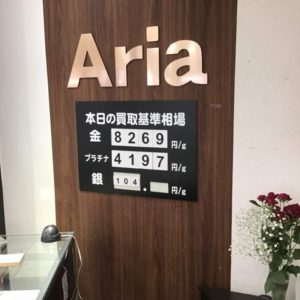 Aria
本日の買取基準相場
金 8269 円/g
プラチナ 4197 円/g
銀 104. 円/g